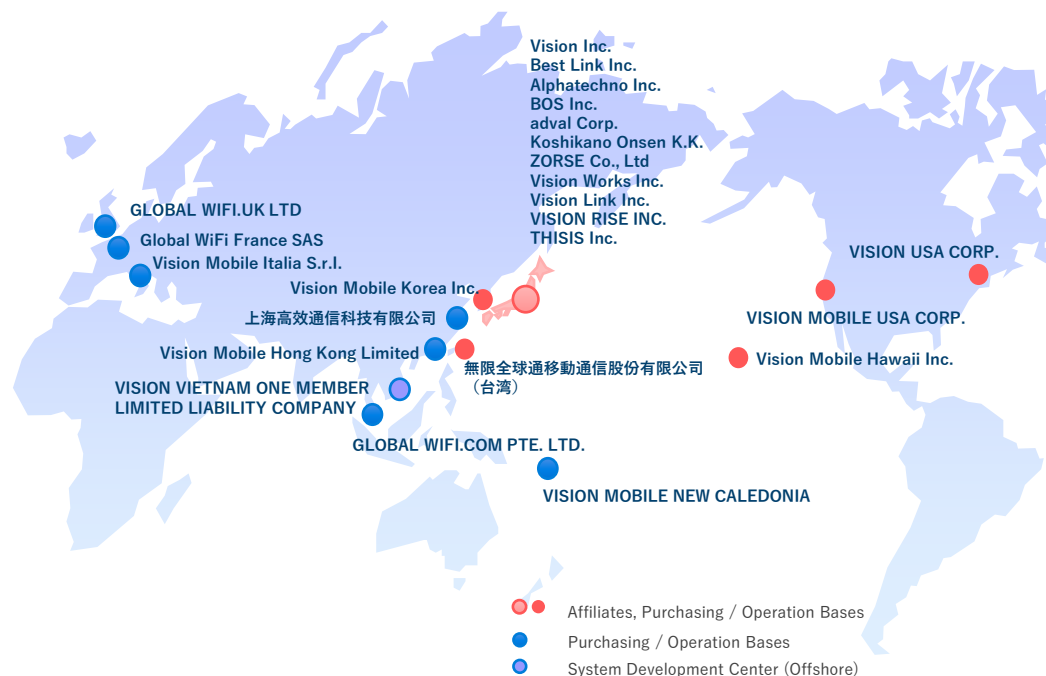 Vision Inc.
Best Link Inc.
Alphatechno Inc.
BOS Inc.
adval Corp.
Koshikano Onsen K.K.
ZORSE Co., Ltd
Vision Works Inc.
Vision Link Inc.
VISION RISE INC.
THISIS Inc.
GLOBAL WIFI.UK LTD
Global WiFi France SAS
Vision Mobile Italia S.r.l.
VISION USA CORP.
Vision Mobile Korea Inc.
上海高效通信科技有限公司
VISION MOBILE USA CORP.
Vision Mobile Hong Kong Limited
Vision Mobile Hawaii Inc.
無限全球通移動通信股份有限公司
（台湾）
VISION VIETNAM ONE MEMBER
LIMITED LIABILITY COMPANY
GLOBAL WIFI.COM PTE. LTD.
VISION MOBILE NEW CALEDONIA
Affiliates, Purchasing / Operation Bases
Purchasing / Operation Bases
System Development Center (Offshore)